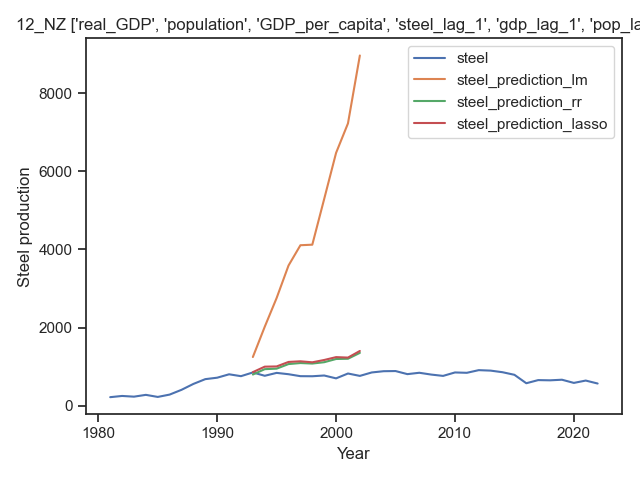 12_NZ ['real_GDP', 'population', 'GDP_per_capita', 'steel_lag_1', 'gdp_lag_1', 'pop_la
steel
steel_prediction_lm
steel_prediction_rr
steel_prediction_lasso
Steel production
8000
6000
4000
2000
0
1980
1990
2000
2010
2020
Year